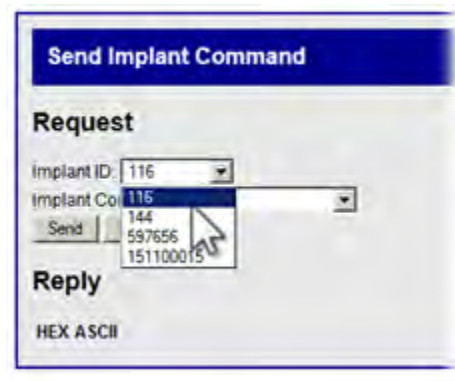 Send Implant Command
Request
Implant ID: 116
Implant Co
116
144
597656
151100015
Send
Reply
HEX ASCII